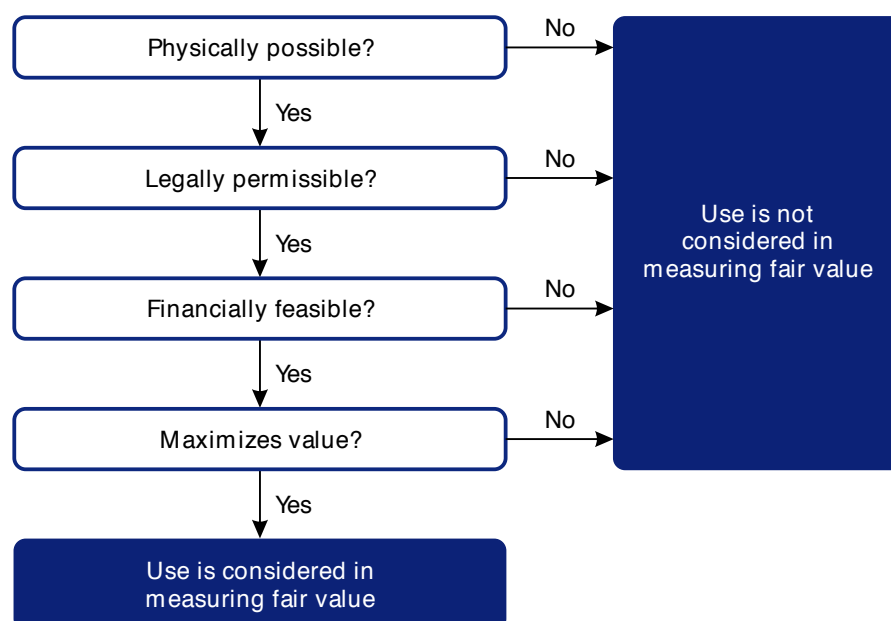 Physically possible?
No
Yes
Legally permissible?
No
Use is not
considered in
measuring fair value
Yes
Financially feasible?
No
Yes
Maximizes value?
No
Yes
Use is considered in
measuring fair value